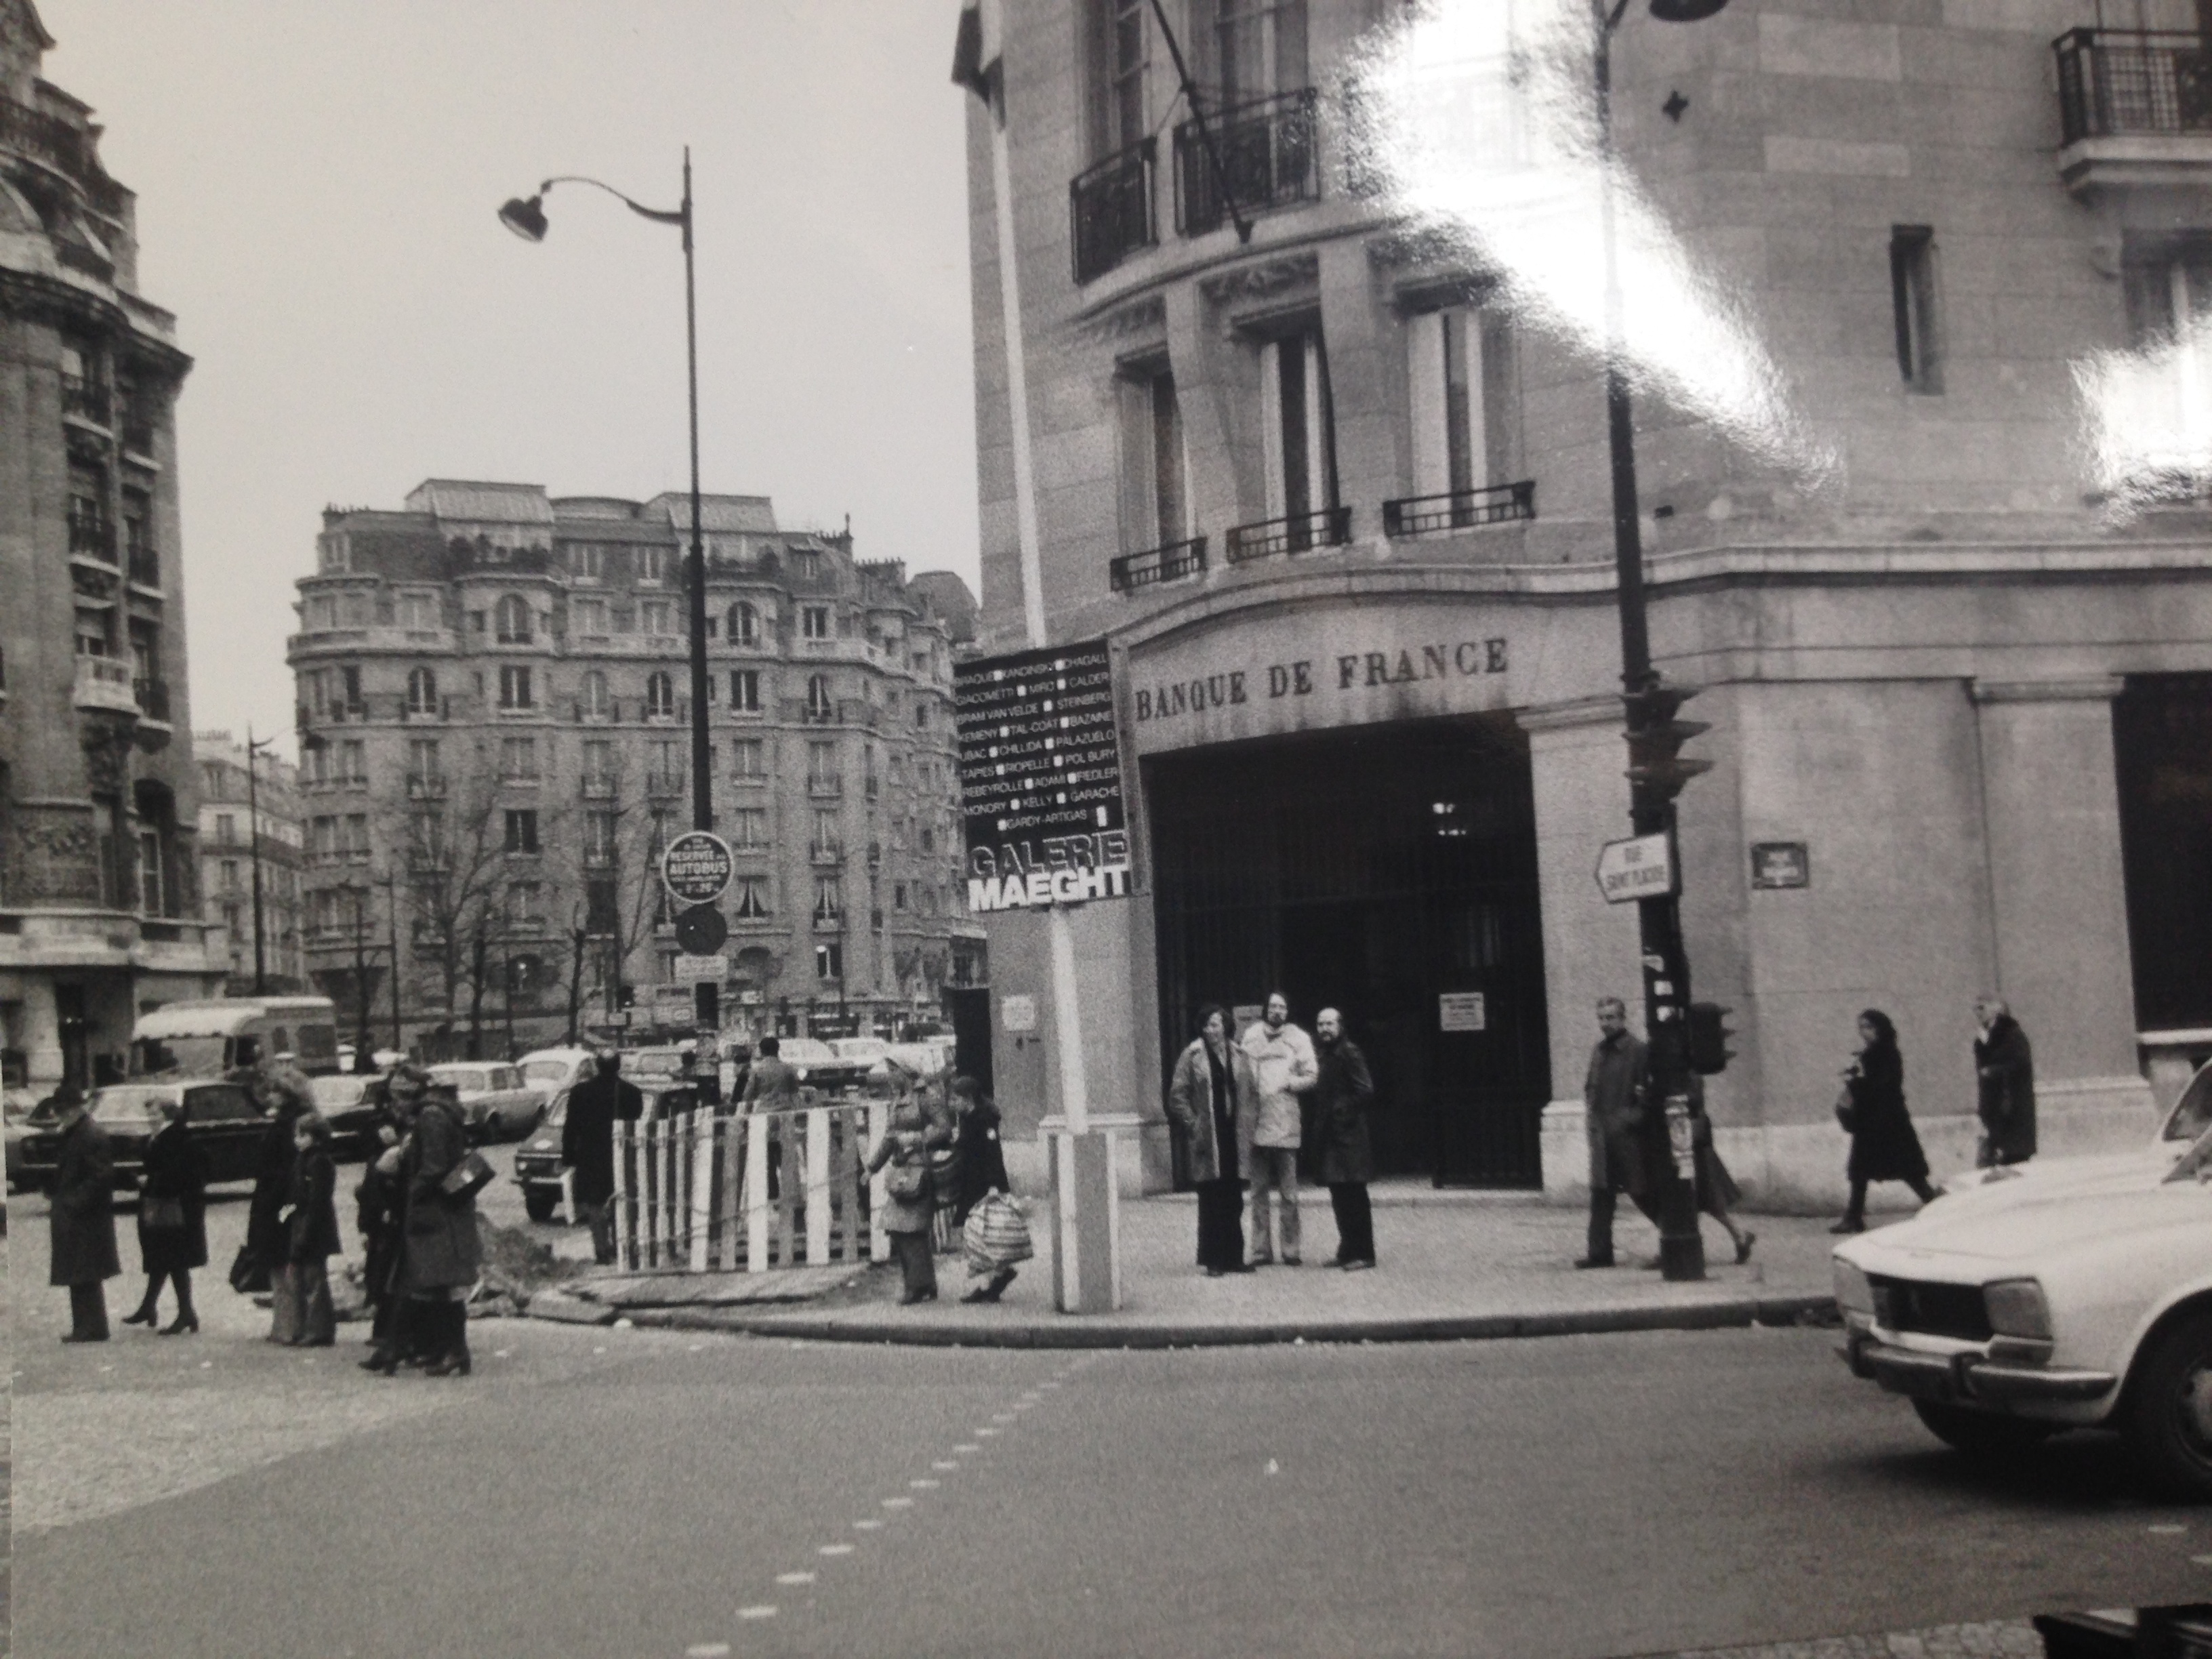 BANQUE DE FRANCE
BRAQUE KANDINSKY CHAGALL
GIACOMETTI MIRO CALDER
BRAM VAN VELDE STEINBERG
KEMENY TAL-COAT BAZAINE
UBAC CHILLIDA PALAZUELO
TAPIES RIOPELLE POL BURY
REBEYROLLE ADAMI FIEDLER
MONORY KELLY GARACHE
GARDY-ARTIGAS
GALERIE
MAEGHT
RESERVÉE
AUTOBUS
RUE
SAINT PLACIDE